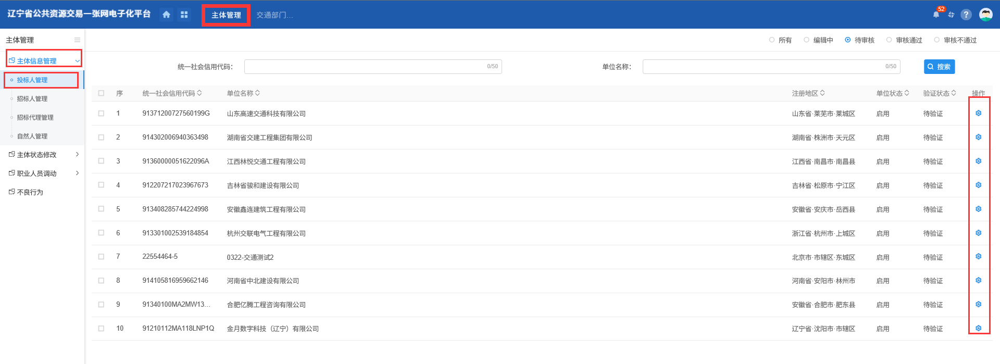 辽宁省公共资源交易一张网电子化平台
主体管理
交通部门...
52
?
主体管理
主体信息管理
投标人管理
招标人管理
招标代理管理
自然人管理
主体状态修改
职业人员调动
不良行为
所有 编辑中 待审核 审核通过 审核不通过
统一社会信用代码: 0/50 单位名称: 0/50 搜索
序 统一社会信用代码 单位名称 注册地区 单位状态 验证状态 操作
1 91371200727560199G 山东高速交通科技有限公司 山东省·莱芜市·莱城区 启用 待验证
2 914302006940363498 湖南省交建工程集团有限公司 湖南省·株洲市·天元区 启用 待验证
3 91360000051622096A 江西林悦交通工程有限公司 江西省·南昌市·南昌县 启用 待验证
4 912207217023967673 吉林省骏和建设有限公司 吉林省·松原市·宁江区 启用 待验证
5 913408285744224998 安徽鑫连建筑工程有限公司 安徽省·安庆市·岳西县 启用 待验证
6 913301002539184854 杭州交联电气工程有限公司 浙江省·杭州市·上城区 启用 待验证
7 22554464-5 0322-交通测试2 北京市·市辖区·东城区 启用 待验证
8 914105816959662146 河南省中北建设有限公司 河南省·安阳市·林州市 启用 待验证
9 91340100MA2MW13... 合肥亿腾工程咨询有限公司 安徽省·合肥市·肥东县 启用 待验证
10 91210112MA118LNP1Q 金月数字科技（辽宁）有限公司 辽宁省·沈阳市·市辖区 启用 待验证